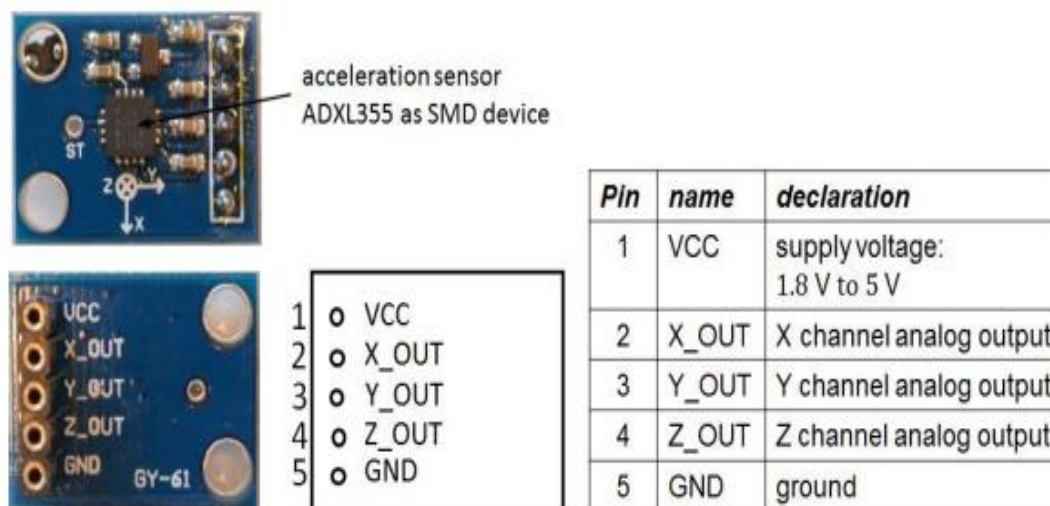 acceleration sensor
ADXL355 as SMD device
ST
Z Y
X
VCC
X_OUT
Y_OUT
Z_OUT
GND
GY-61
1 VCC
2 X_OUT
3 Y_OUT
4 Z_OUT
5 GND
Pin name declaration
1 VCC supply voltage:
1.8 V to 5 V
2 X_OUT X channel analog output
3 Y_OUT Y channel analog output
4 Z_OUT Z channel analog output
5 GND ground